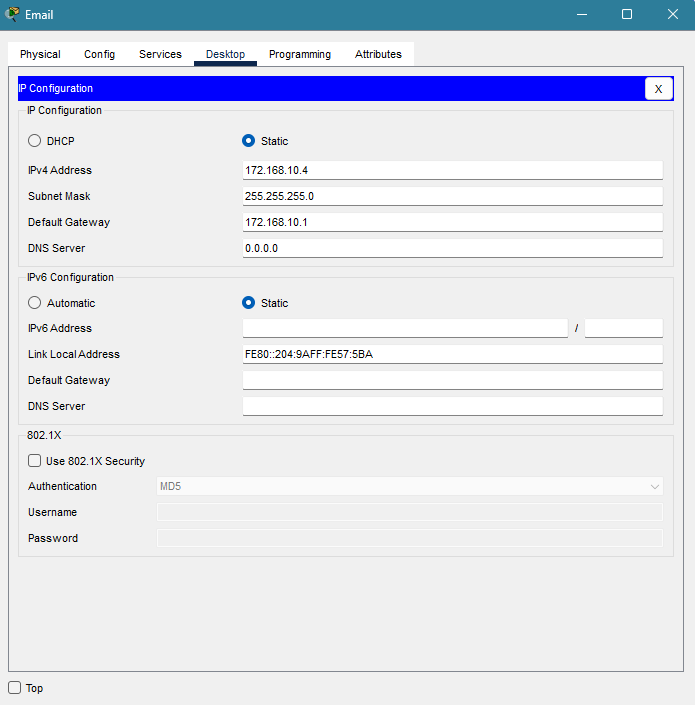 Email
Physical Config Services Desktop Programming Attributes
IP Configuration X
IP Configuration
DHCP Static
IPv4 Address 172.168.10.4
Subnet Mask 255.255.255.0
Default Gateway 172.168.10.1
DNS Server 0.0.0.0
IPv6 Configuration
Automatic Static
IPv6 Address /
Link Local Address FE80::204:9AFF:FE57:5BA
Default Gateway
DNS Server
802.1X
Use 802.1X Security
Authentication MD5
Username
Password
Top